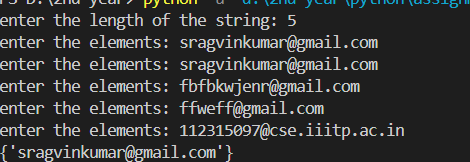 PS D:\2nd year> python -u "d:\2nd year\python\assign
enter the length of the string: 5
enter the elements: sragvinkumar@gmail.com
enter the elements: sragvinkumar@gmail.com
enter the elements: fbfbkwjenr@gmail.com
enter the elements: ffweff@gmail.com
enter the elements: 112315097@cse.iiitp.ac.in
{'sragvinkumar@gmail.com'}